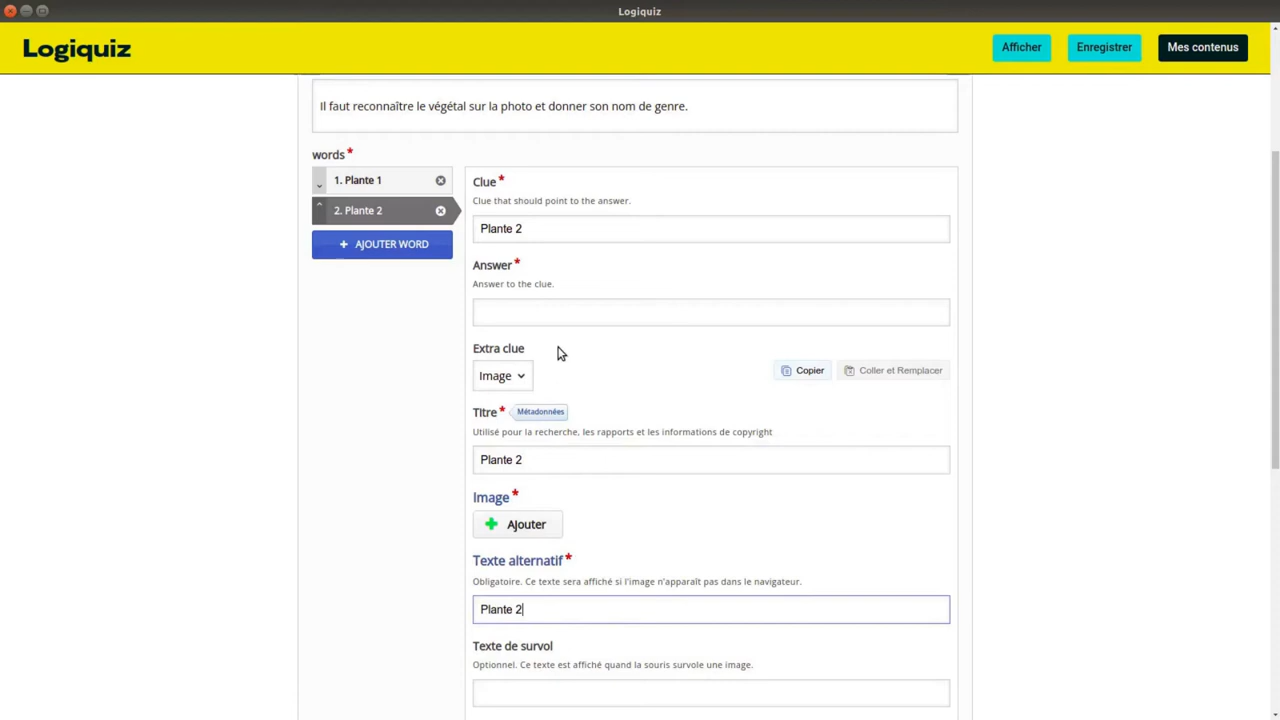 Logiquiz
Logiquiz
Afficher
Enregistrer
Mes contenus
Il faut reconnaître le végétal sur la photo et donner son nom de genre.
words *
1. Plante 1
2. Plante 2
+ AJOUTER WORD
Clue *
Clue that should point to the answer.
Plante 2
Answer *
Answer to the clue.
Extra clue
Image
Copier
Coller et Remplacer
Titre * Métadonnées
Utilisé pour la recherche, les rapports et les informations de copyright
Plante 2
Image *
Ajouter
Texte alternatif *
Obligatoire. Ce texte sera affiché si l'image n'apparaît pas dans le navigateur.
Plante 2
Texte de survol
Optionnel. Ce texte est affiché quand la souris survole une image.